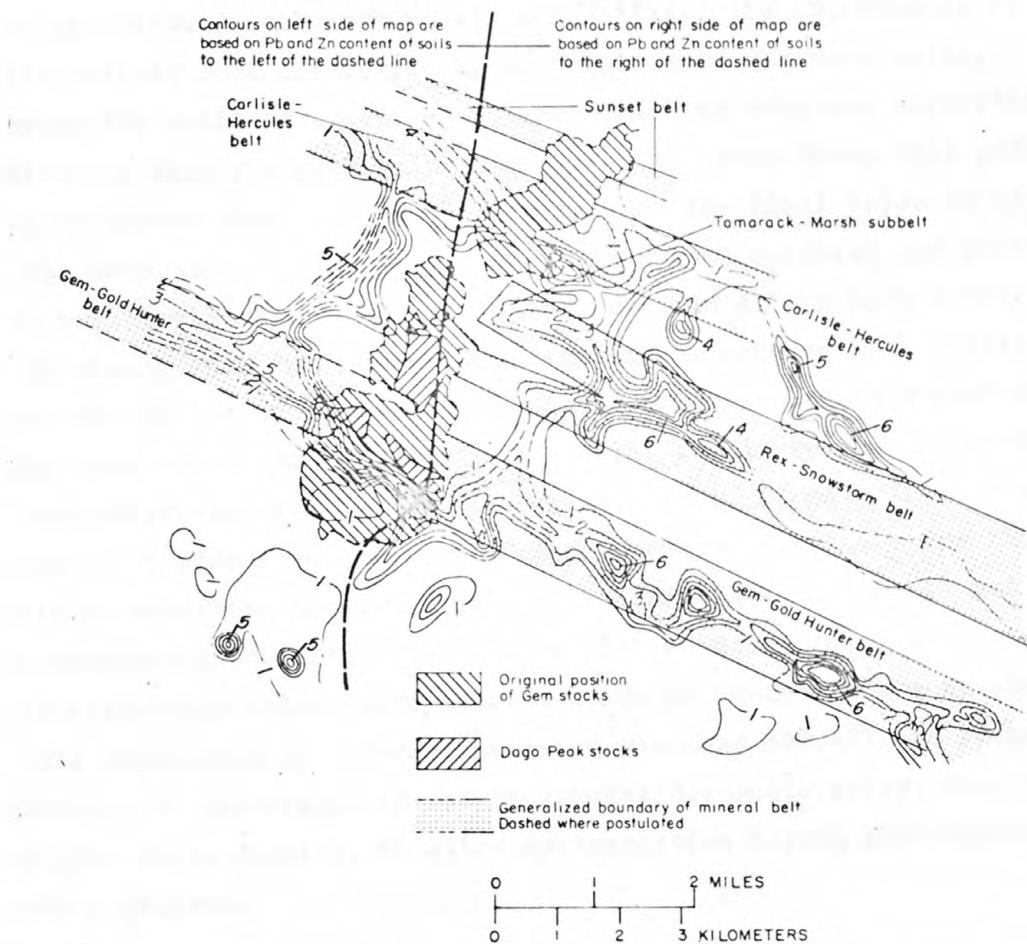 Contours on left side of map are
based on Pb and Zn content of soils
to the left of the dashed line
Contours on right side of map are
based on Pb and Zn content of soils
to the right of the dashed line
Carlisle-
Hercules
belt
Sunset belt
Tamarack-Marsh subbelt
Gem-Gold Hunter
belt
Carlisle-Hercules
belt
Rex-Snowstorm belt
Gem-Gold Hunter belt
1
4
5
3
5
2
4
4
5
6
6
4
1
1
2
6
3
1
1
5
5
1
6
1
1
Original position
of Gem stocks
Dago Peak stocks
Generalized boundary of mineral belt
Dashed where postulated
0 1 2 MILES
0 1 2 3 KILOMETERS